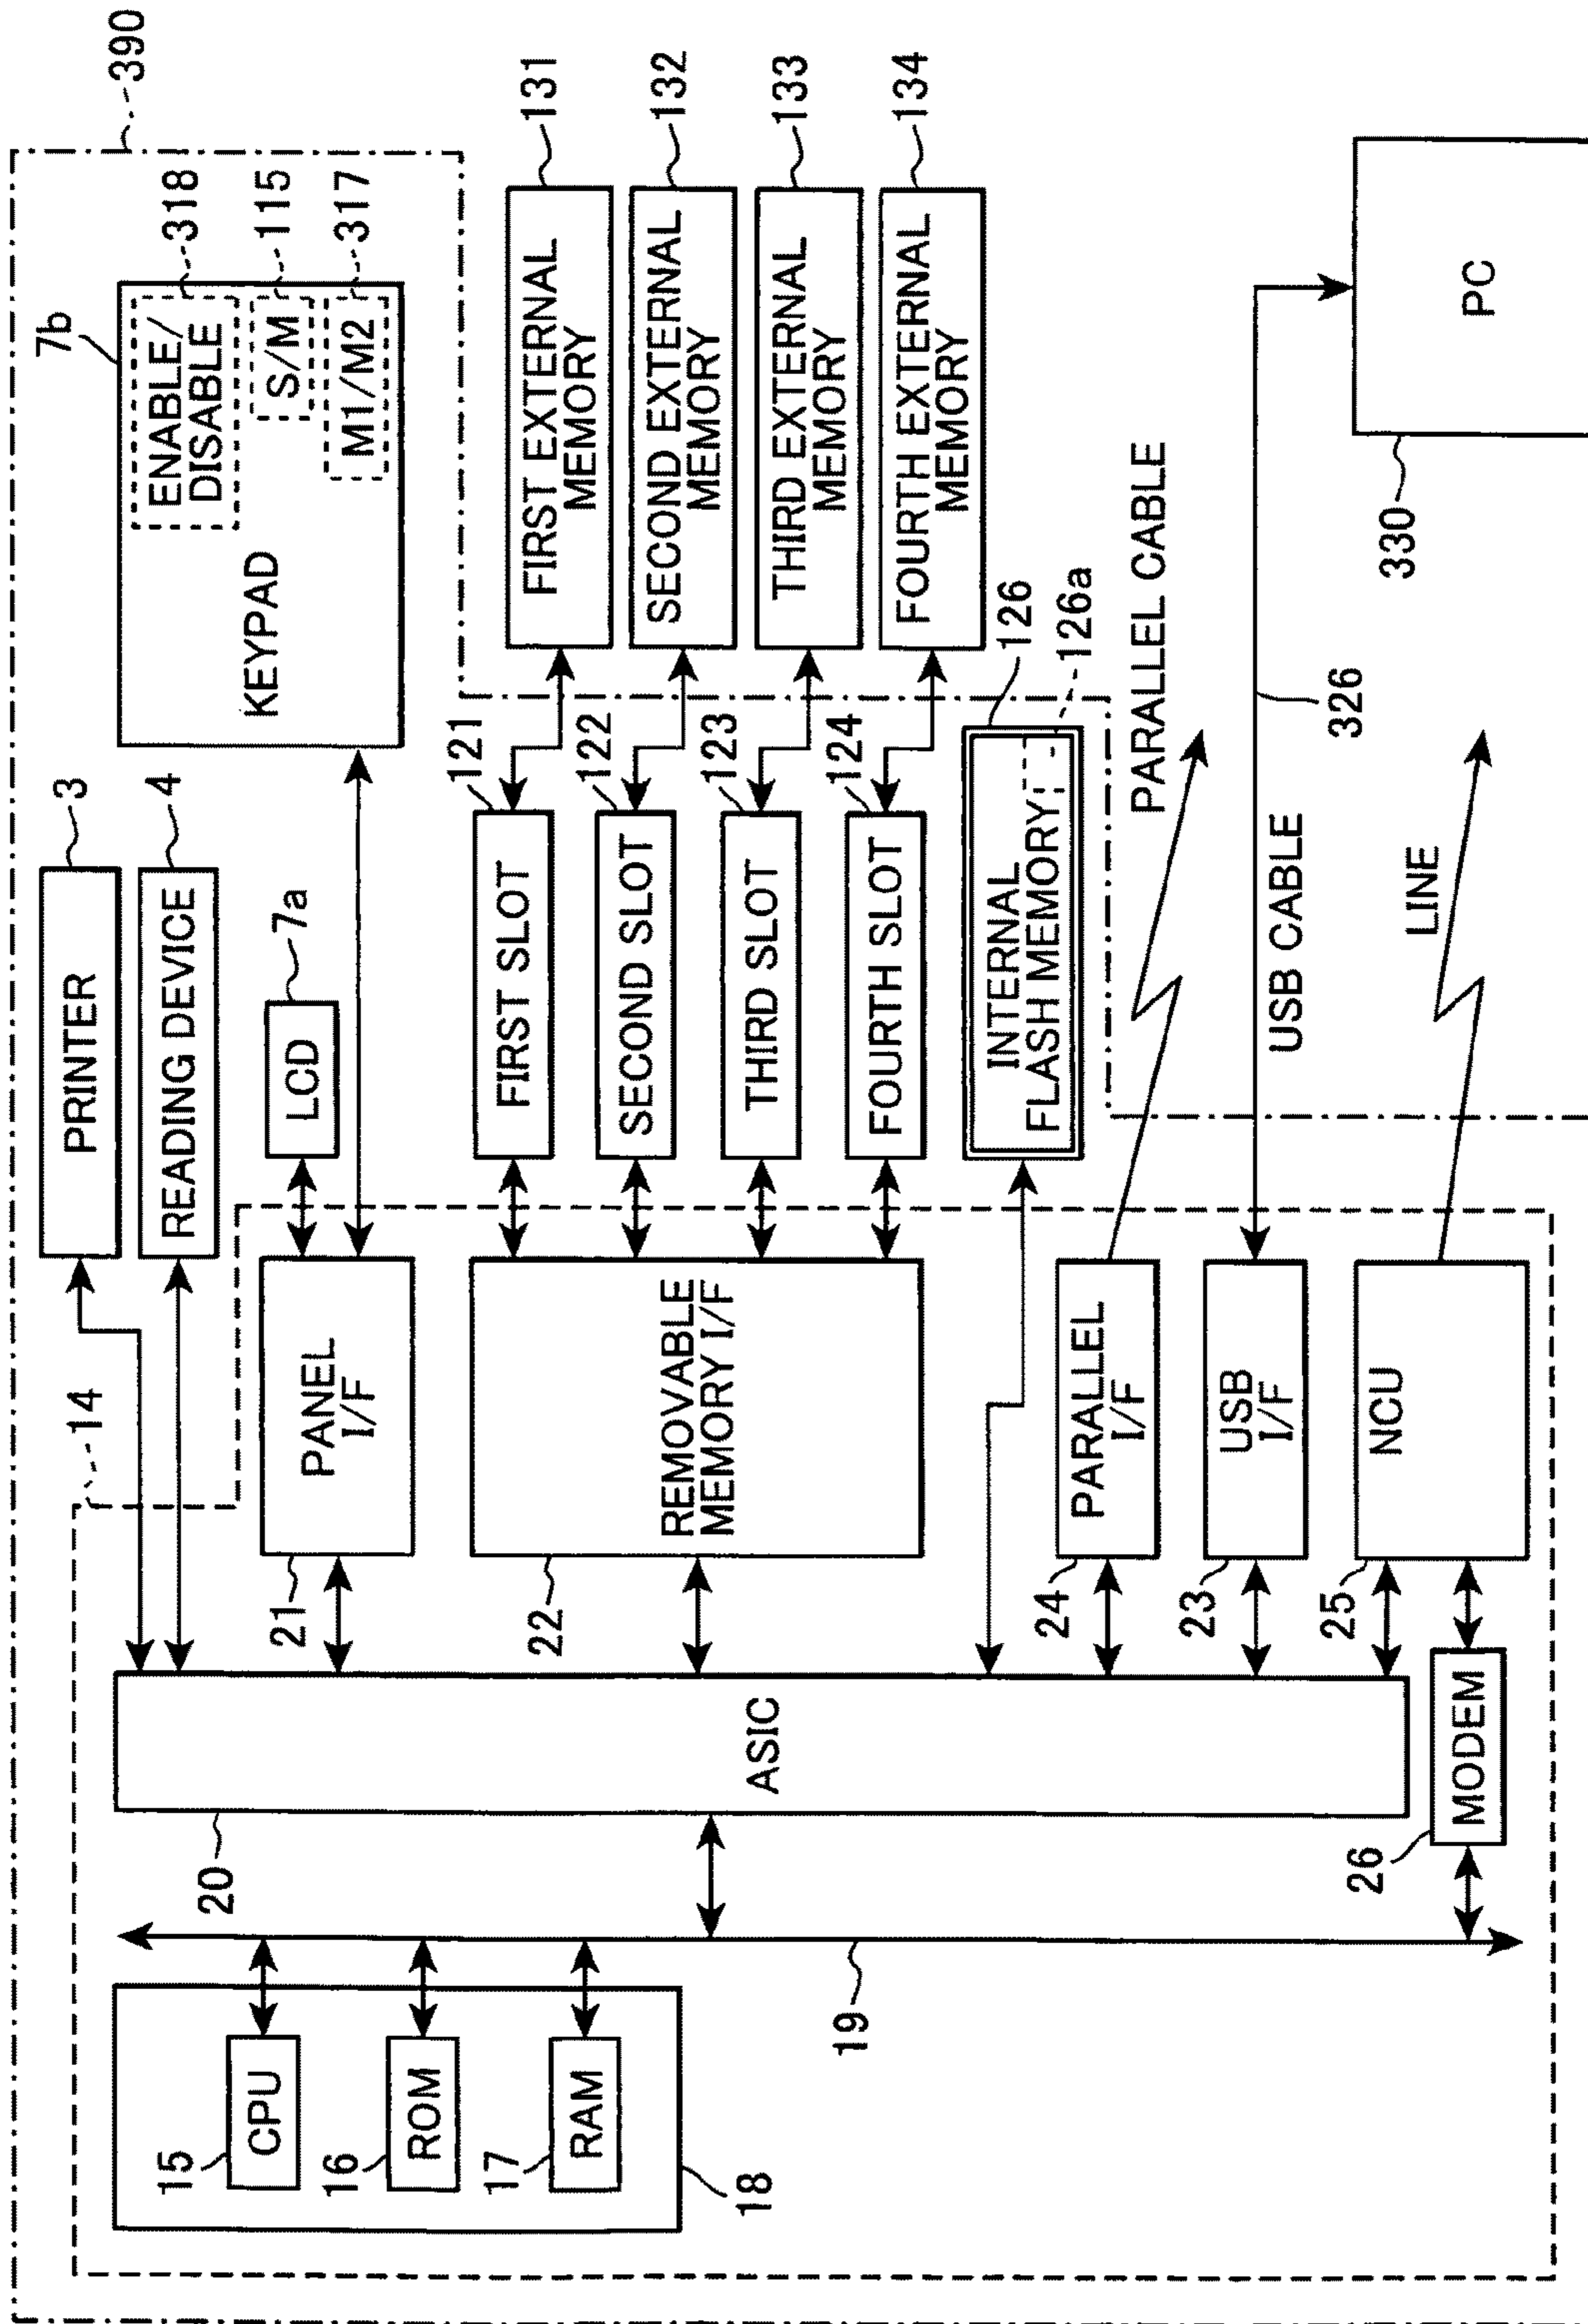 390
7b
ENABLE/
DISABLE
318
S/M
115
M1/M2
317
KEYPAD
3
PRINTER
4
READING DEVICE
7a
LCD
14
PANEL
I/F
21
121
FIRST SLOT
122
SECOND SLOT
123
THIRD SLOT
124
FOURTH SLOT
FIRST EXTERNAL
MEMORY
131
SECOND EXTERNAL
MEMORY
132
THIRD EXTERNAL
MEMORY
133
FOURTH EXTERNAL
MEMORY
134
REMOVABLE
MEMORY I/F
22
INTERNAL
FLASH MEMORY
126
126a
PARALLEL
I/F
24
PARALLEL CABLE
USB
I/F
23
USB CABLE
326
PC
330
NCU
25
LINE
ASIC
20
MODEM
26
CPU
15
ROM
16
RAM
17
18
19